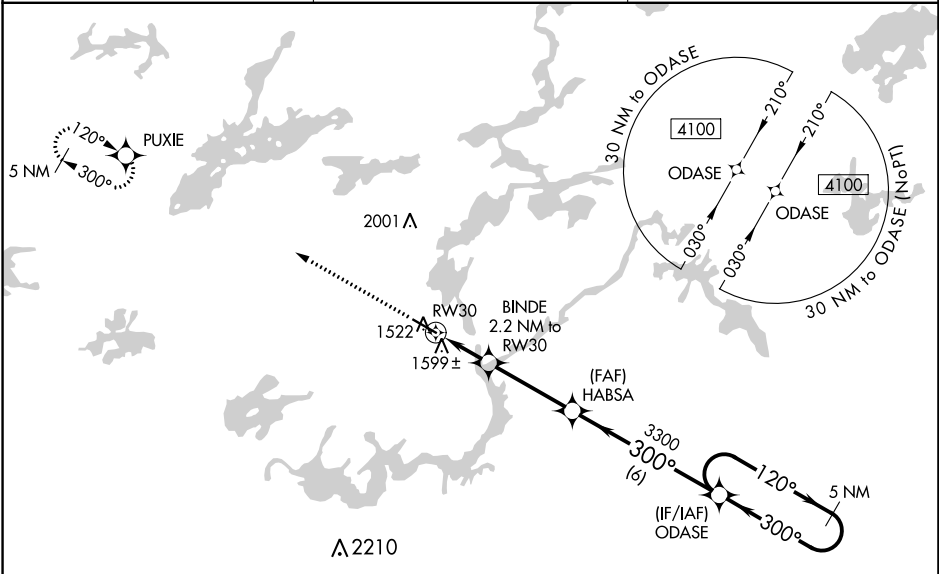 30 NM to ODASE
210°
4100
ODASE
030°
210°
4100
ODASE
030°
30 NM to ODASE (NoPT)
120°
PUXIE
5 NM
300°
2001
RW30
1522
1599 ±
BINDE
2.2 NM to
RW30
(FAF)
HABSA
3300
300°
(6)
120°
5 NM
300°
(IF/IAF)
ODASE
2210